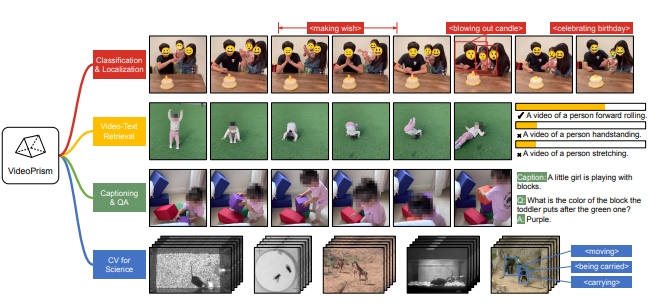 <making wish>
<blowing out candle>
<celebrating birthday>
Classification
& Localization
Video-Text
Retrieval
✔ A video of a person forward rolling.
✖ A video of a person handstanding.
✖ A video of a person stretching.
VideoPrism
Captioning
& QA
Caption: A little girl is playing with
blocks.
Q: What is the color of the block the
toddler puts after the green one?
A: Purple.
CV for
Science
<moving>
<being carried>
<carrying>